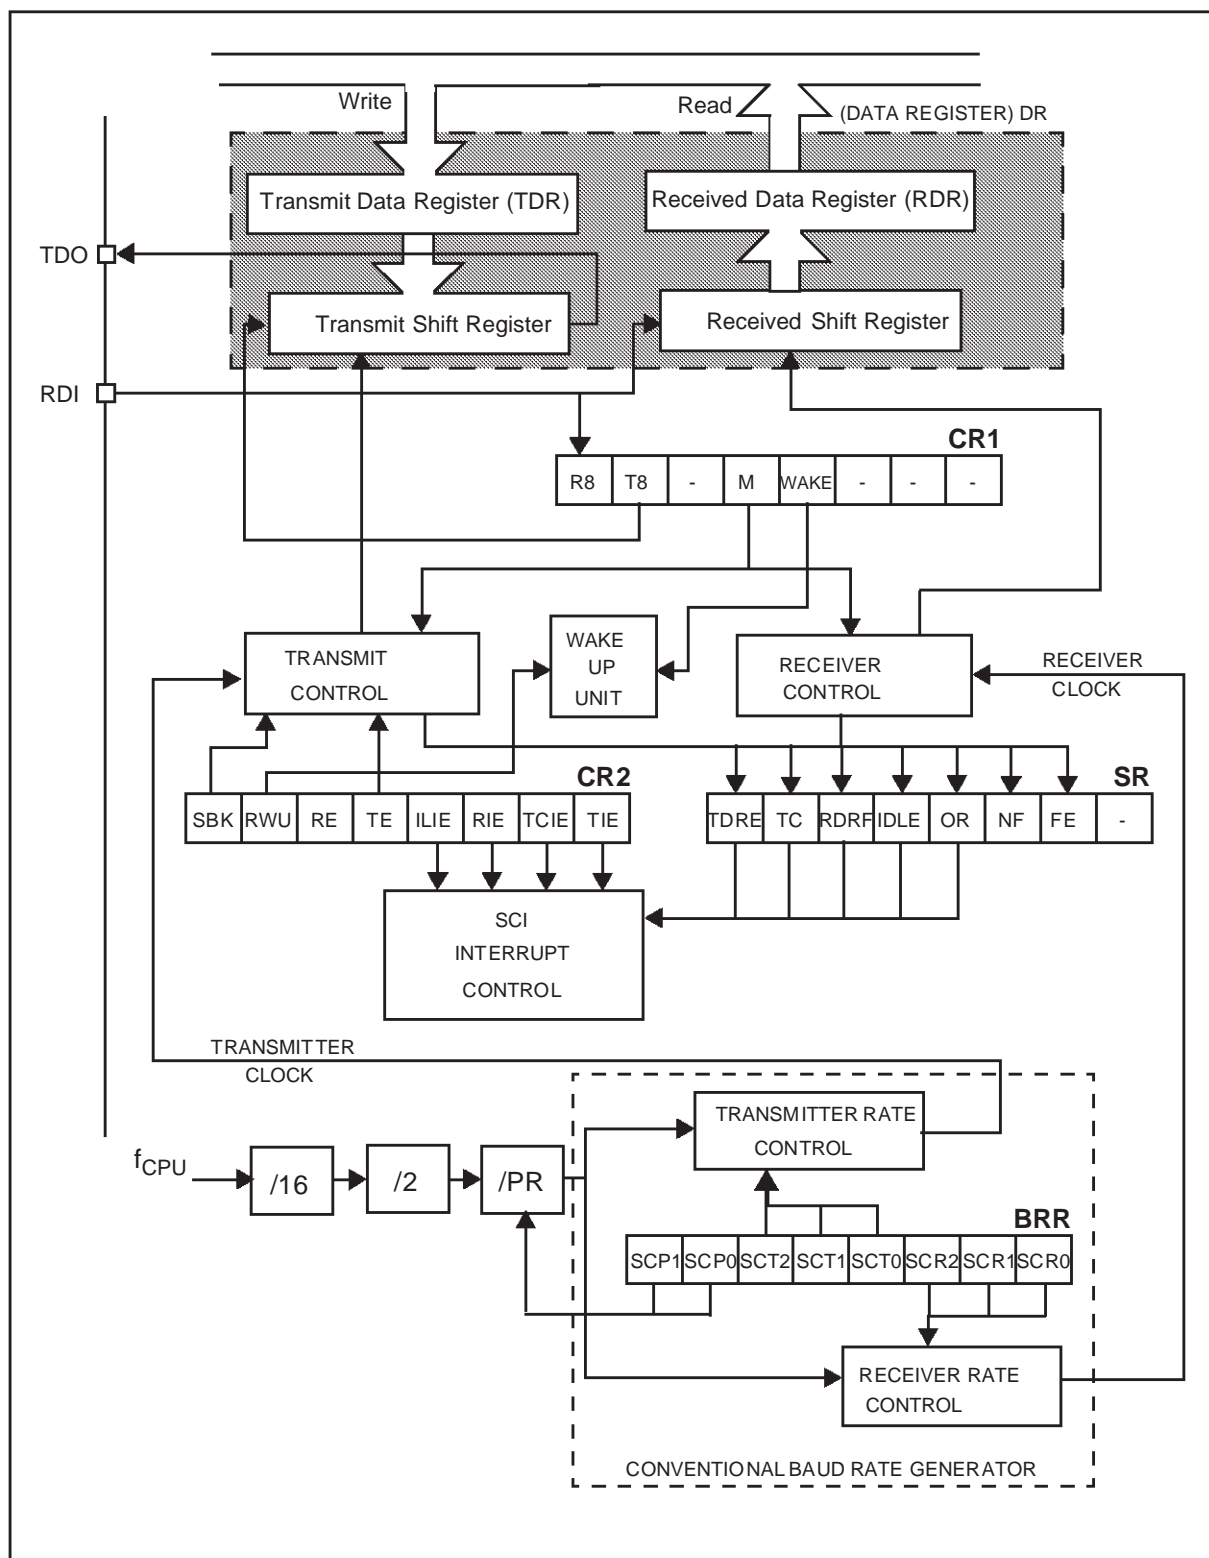 Write
Read
(DATA REGISTER) DR
Transmit Data Register (TDR)
Received Data Register (RDR)
TDO
Transmit Shift Register
Received Shift Register
RDI
CR1
R8 T8 - M WAKE - - -
TRANSMIT
CONTROL
WAKE
UP
UNIT
RECEIVER
CONTROL
RECEIVER
CLOCK
CR2
SBK RWU RE TE ILIE RIE TCIE TIE
SR
TDRE TC RDRF IDLE OR NF FE -
SCI
INTERRUPT
CONTROL
TRANSMITTER
CLOCK
TRANSMITTER RATE
CONTROL
fCPU
/16
/2
/PR
BRR
SCP1 SCP0 SCT2 SCT1 SCT0 SCR2 SCR1 SCR0
RECEIVER RATE
CONTROL
CONVENTIONAL BAUD RATE GENERATOR